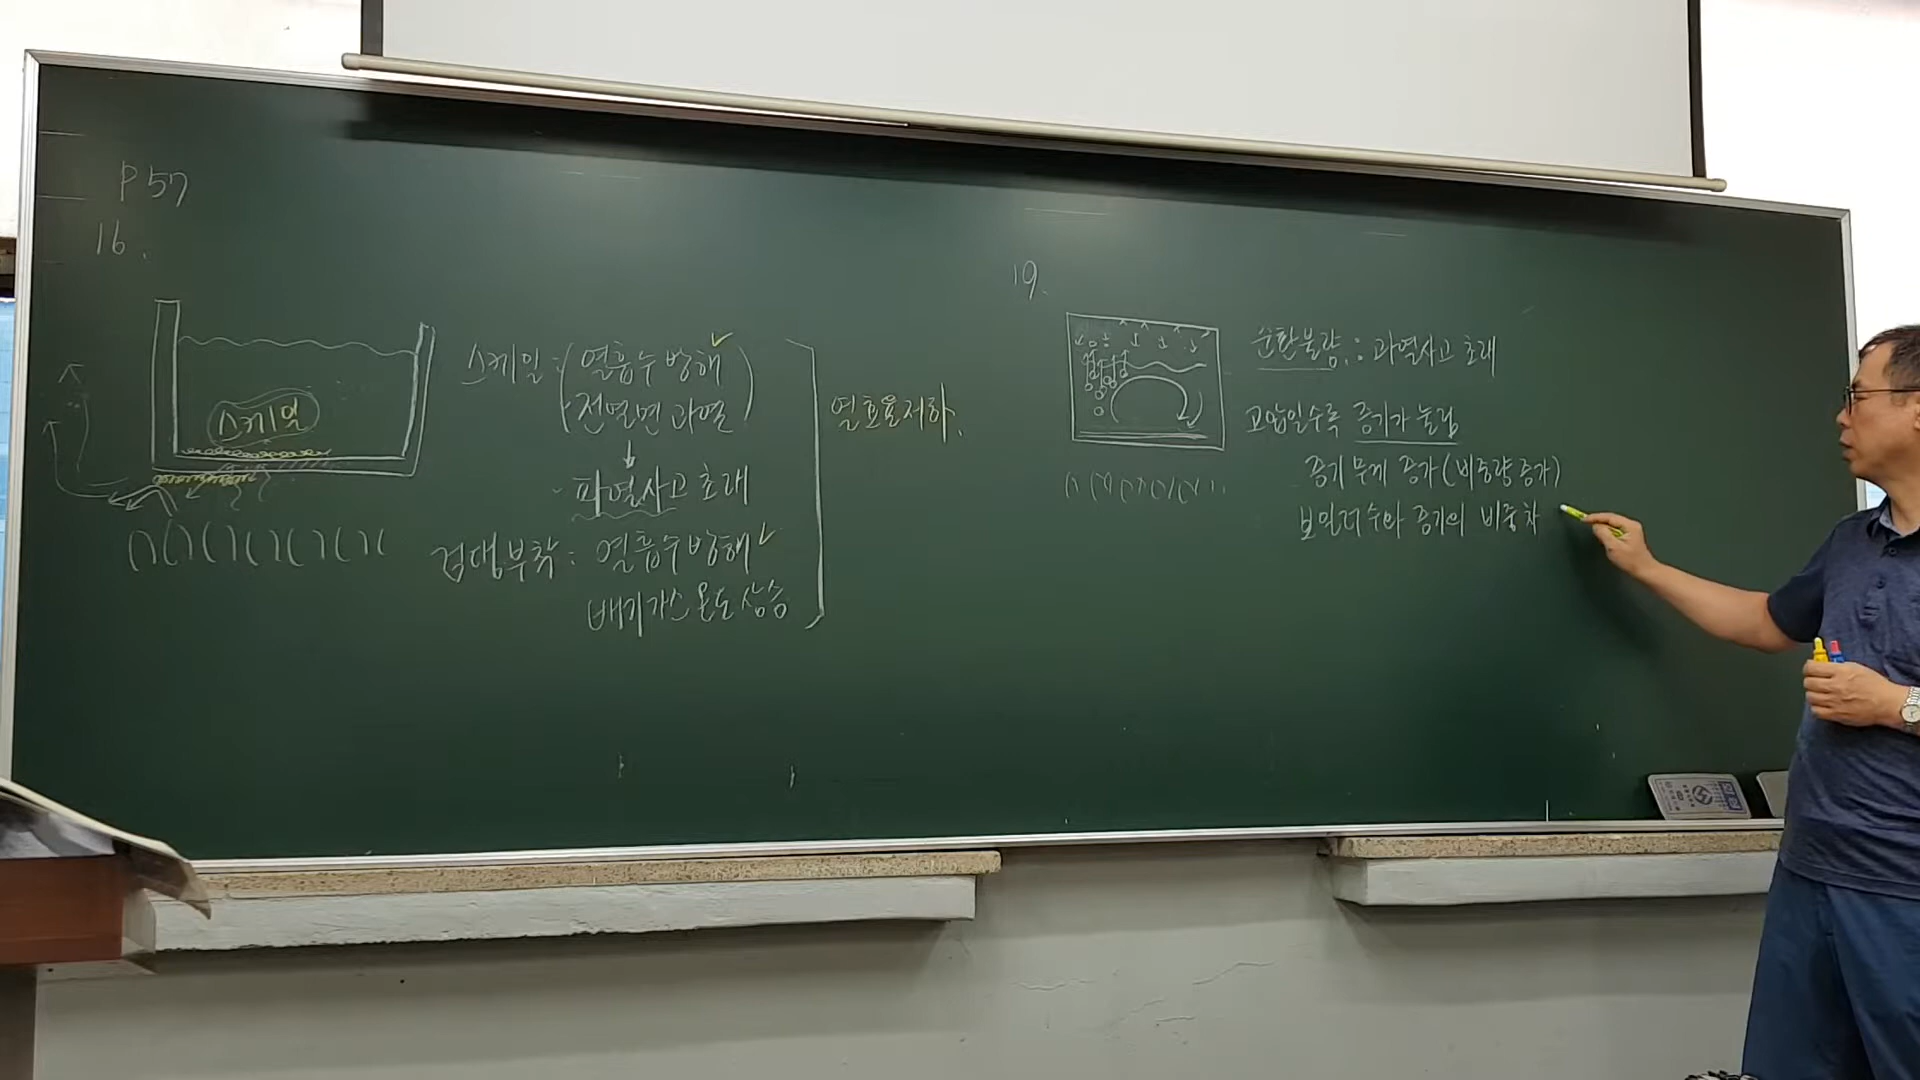 P 57
16.
스케일
스케일 : (열흡수 방해
전열면 과열)
과열사고 초래
검댕부착 : 열흡수방해
배기가스 온도 상승
열효율저하.
19.
순환불량 : 과열사고 초래
고압일수록 증기가 눌림
증기 무게 증가 (비중량 증가)
보일러수와 증기의 비중차